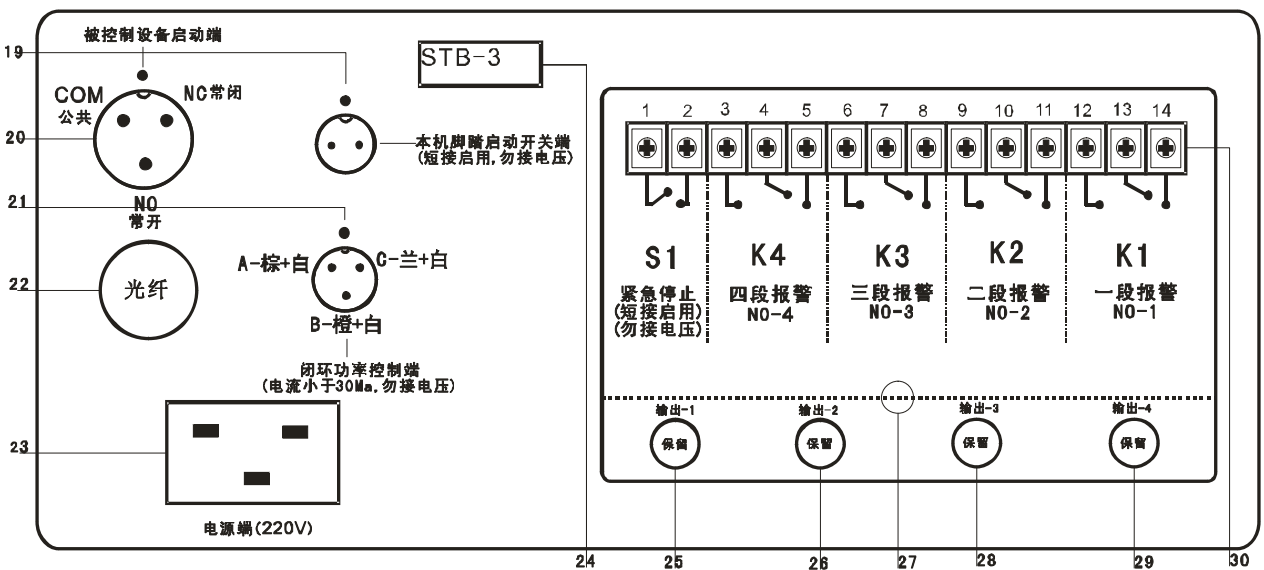 19
被控制设备启动端
STB-3
COM
公共
NC常闭
20
本机脚踏启动开关端
(短接启用,勿接电压)
NO
常开
21
A-棕+白
C-兰+白
22
光纤
B-橙+白
闭环功率控制端
(电流小于30Ma,勿接电压)
23
电源端(220V)
1 2 3 4 5 6 7 8 9 10 11 12 13 14
S1 K4 K3 K2 K1
紧急停止 四段报警 三段报警 二段报警 一段报警
(短接启用) NO-4 NO-3 NO-2 NO-1
(勿接电压)
输出-1 输出-2 输出-3 输出-4
保留 保留 保留 保留
24 25 26 27 28 29 30